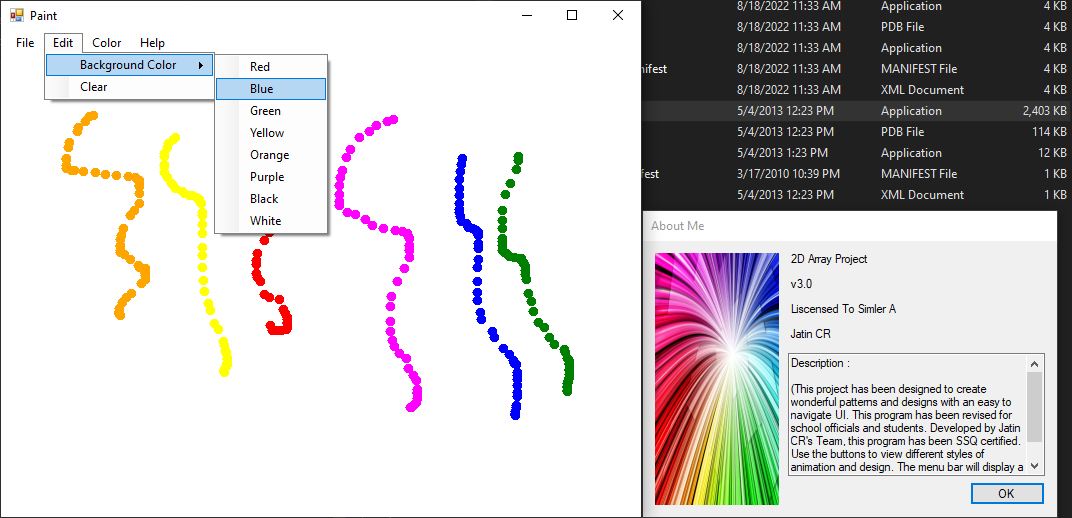 Paint
File Edit Color Help
Background Color
Clear
Red
Blue
Green
Yellow
Orange
Purple
Black
White
8/18/2022 11:33 AM Application 4 KB
8/18/2022 11:33 AM PDB File 4 KB
8/18/2022 11:33 AM Application 4 KB
nifest 8/18/2022 11:33 AM MANIFEST File 4 KB
8/18/2022 11:33 AM XML Document 4 KB
5/4/2013 12:23 PM Application 2,403 KB
5/4/2013 12:23 PM PDB File 114 KB
5/4/2013 1:23 PM Application 12 KB
fest 3/17/2010 10:39 PM MANIFEST File 1 KB
5/4/2013 12:23 PM XML Document 1 KB
About Me
2D Array Project
v3.0
Liscensed To Simler A
Jatin CR
Description :
(This project has been designed to create
wonderful patterns and designs with an easy to
navigate UI. This program has been revised for
school officials and students. Developed by Jatin
CR's Team, this program has been SSQ certified.
Use the buttons to view different styles of
animation and design. The menu bar will display a
OK